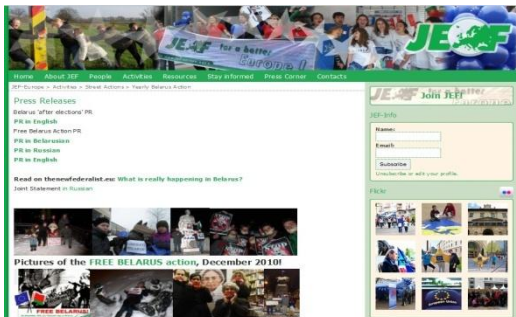 JEF for a better Europe !
JEF
Home About JEF People Activities Resources Stay informed Press Corner Contacts
JEF-Europe > Activities > Street Actions > Yearly Belarus Action
Press Releases
Belarus 'after elections' PR
PR in English
Free Belarus Action PR
PR in Belarusian
PR in Russian
PR in English
Read on thenewfederalist.eu: What is really happening in Belarus?
Joint Statement in Russian
Pictures of the FREE BELARUS action, December 2010!
FREE BELARUS!
Join JEF!
JEF-Info
Name:
Email:
Subscribe
Unsubscribe or edit your profile.
Flickr